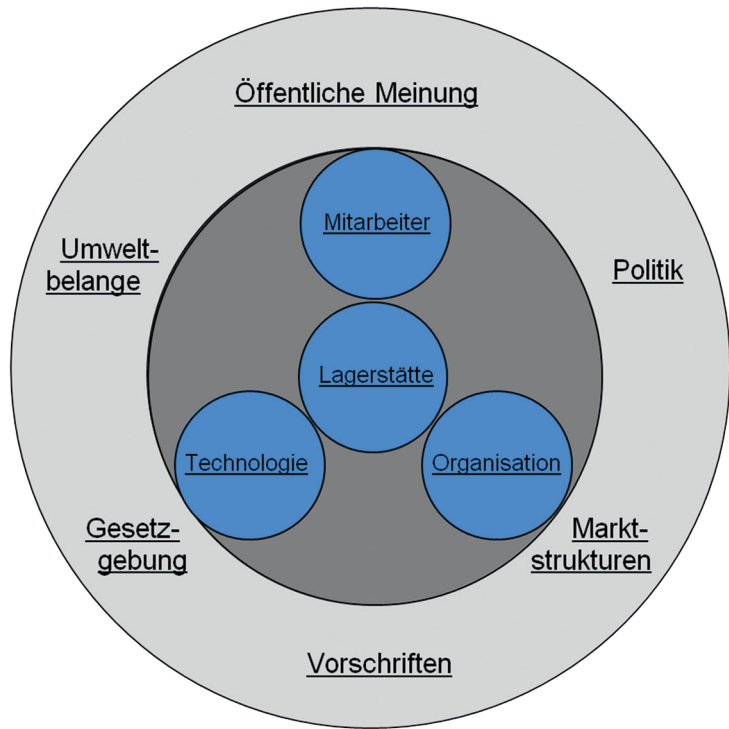 Öffentliche Meinung
Mitarbeiter
Umwelt-
belange
Politik
Lagerstätte
Technologie
Organisation
Gesetz-
gebung
Markt-
strukturen
Vorschriften